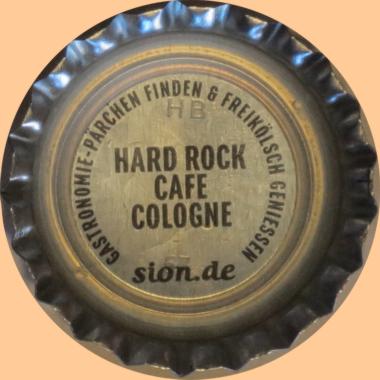 GASTRONOMIE-PÄRCHEN FINDEN & FREIKÖLSCH GENIESSEN
HB
HARD ROCK
CAFE
COLOGNE
sion.de